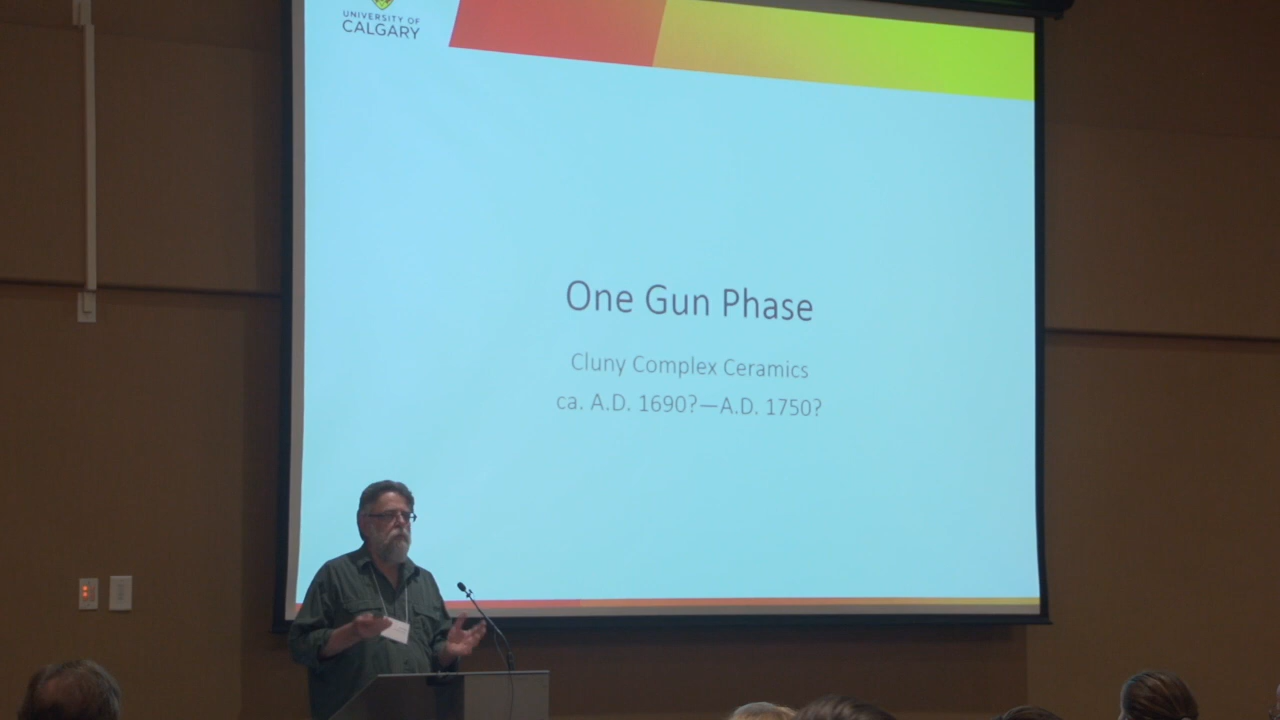 UNIVERSITY OF
CALGARY
One Gun Phase
Cluny Complex Ceramics
ca. A.D. 1690?—A.D. 1750?